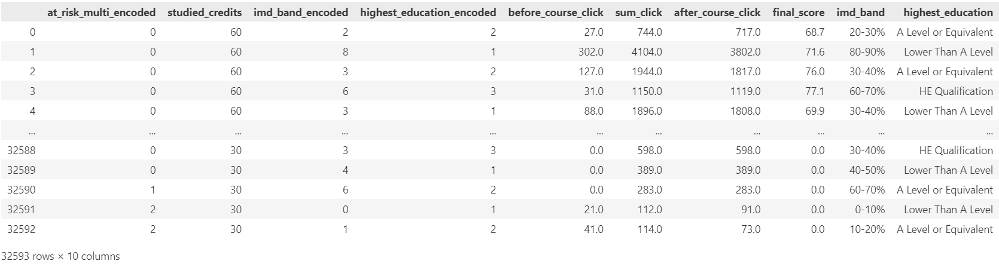 at_risk_multi_encoded studied_credits imd_band_encoded highest_education_encoded before_course_click sum_click after_course_click final_score imd_band highest_education
0 0 60 2 2 27.0 744.0 717.0 68.7 20-30% A Level or Equivalent
1 0 60 8 1 302.0 4104.0 3802.0 71.6 80-90% Lower Than A Level
2 0 60 3 2 127.0 1944.0 1817.0 76.0 30-40% A Level or Equivalent
3 0 60 6 3 31.0 1150.0 1119.0 77.1 60-70% HE Qualification
4 0 60 3 1 88.0 1896.0 1808.0 69.9 30-40% Lower Than A Level
... ... ... ... ... ... ... ... ... ... ...
32588 0 30 3 3 0.0 598.0 598.0 0.0 30-40% HE Qualification
32589 0 30 4 1 0.0 389.0 389.0 0.0 40-50% Lower Than A Level
32590 1 30 6 2 0.0 283.0 283.0 0.0 60-70% A Level or Equivalent
32591 2 30 0 1 21.0 112.0 91.0 0.0 0-10% Lower Than A Level
32592 2 30 1 2 41.0 114.0 73.0 0.0 10-20% A Level or Equivalent
32593 rows × 10 columns